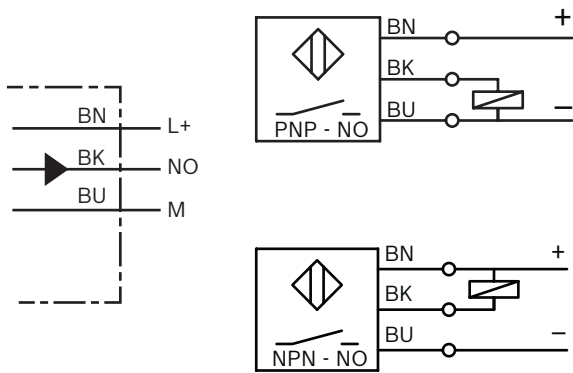 BN L+
BK NO
BU M
BN +
BK
BU −
PNP - NO
BN +
BK
BU −
NPN - NO